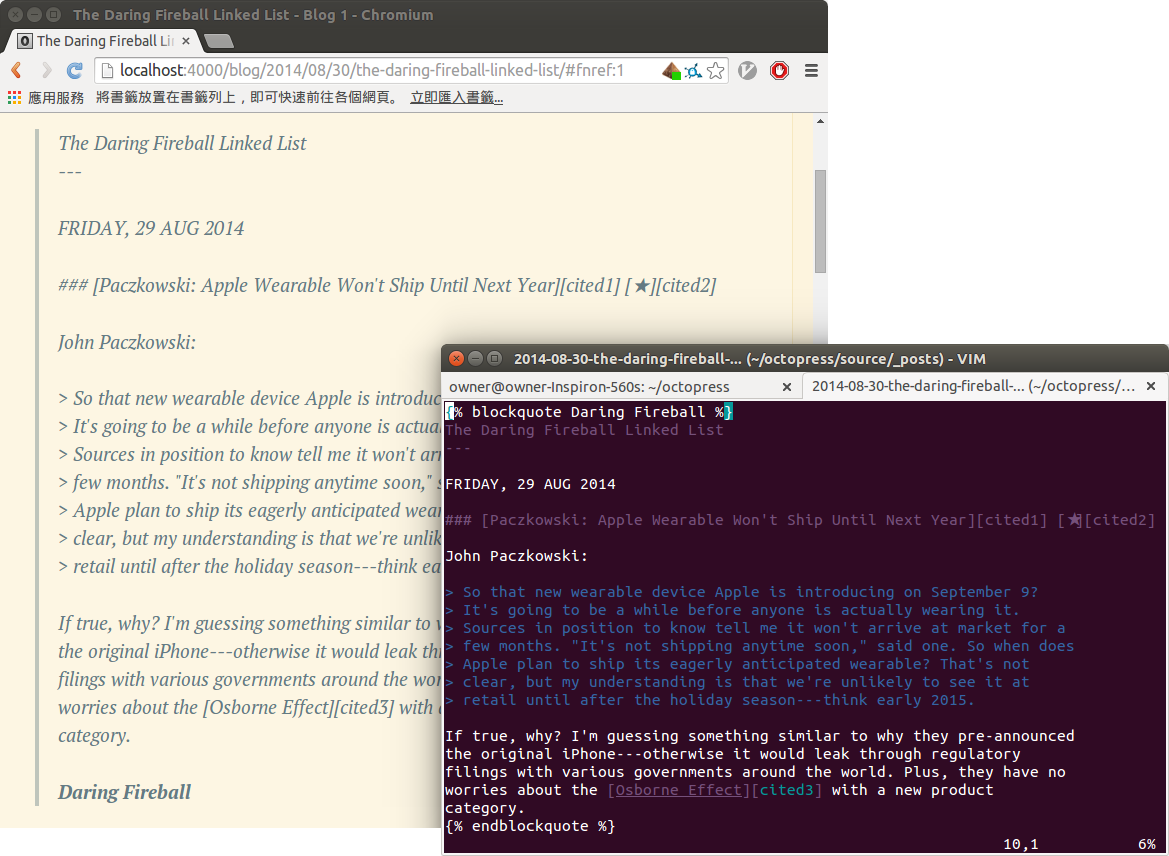 The Daring Fireball Linked List - Blog 1 - Chromium
The Daring Fireball Li
localhost:4000/blog/2014/08/30/the-daring-fireball-linked-list/#fnref:1
應用服務 將書籤放置在書籤列上，即可快速前往各個網頁。 立即匯入書籤...
The Daring Fireball Linked List
---
FRIDAY, 29 AUG 2014
### [Paczkowski: Apple Wearable Won't Ship Until Next Year][cited1] [★][cited2]
John Paczkowski:
> So that new wearable device Apple is introduc
> It's going to be a while before anyone is actua
> Sources in position to know tell me it won't arr
> few months. "It's not shipping anytime soon," s
> Apple plan to ship its eagerly anticipated wear
> clear, but my understanding is that we're unlik
> retail until after the holiday season---think ea
If true, why? I'm guessing something similar to w
the original iPhone---otherwise it would leak thr
filings with various governments around the wor
worries about the [Osborne Effect][cited3] with a
category.
Daring Fireball
2014-08-30-the-daring-fireball-... (~/octopress/source/_posts) - VIM
owner@owner-Inspiron-560s: ~/octopress
2014-08-30-the-daring-fireball-... (~/octopress/...
{% blockquote Daring Fireball %}
The Daring Fireball Linked List
---
FRIDAY, 29 AUG 2014
### [Paczkowski: Apple Wearable Won't Ship Until Next Year][cited1] [★][cited2]
John Paczkowski:
> So that new wearable device Apple is introducing on September 9?
> It's going to be a while before anyone is actually wearing it.
> Sources in position to know tell me it won't arrive at market for a
> few months. "It's not shipping anytime soon," said one. So when does
> Apple plan to ship its eagerly anticipated wearable? That's not
> clear, but my understanding is that we're unlikely to see it at
> retail until after the holiday season---think early 2015.
If true, why? I'm guessing something similar to why they pre-announced
the original iPhone---otherwise it would leak through regulatory
filings with various governments around the world. Plus, they have no
worries about the [Osborne Effect][cited3] with a new product
category.
{% endblockquote %}
10,1 6%